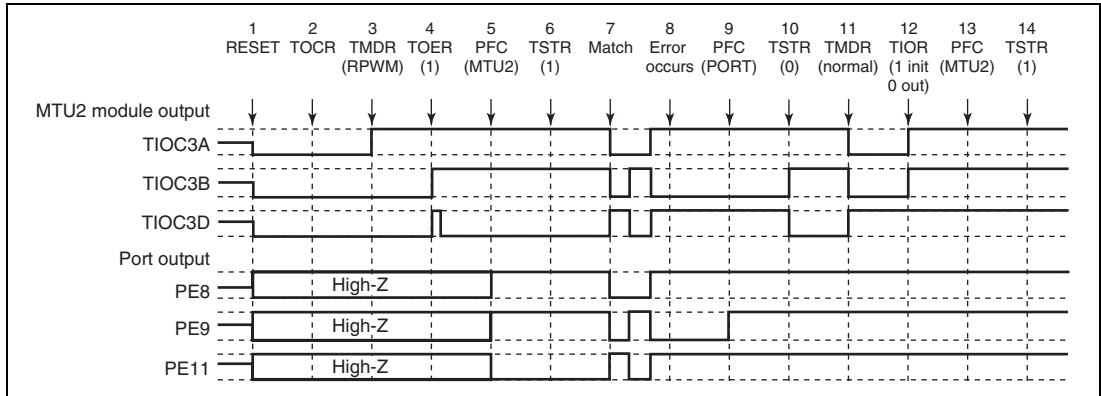 1 2 3 4 5 6 7 8 9 10 11 12 13 14
RESET TOCR TMDR TOER PFC TSTR Match Error PFC TSTR TMDR TIOR PFC TSTR
(RPWM) (1) (MTU2) (1) occurs (PORT) (0) (normal) (1 init (MTU2) (1)
0 out)
MTU2 module output
TIOC3A
TIOC3B
TIOC3D
Port output
PE8 High-Z
PE9 High-Z
PE11 High-Z